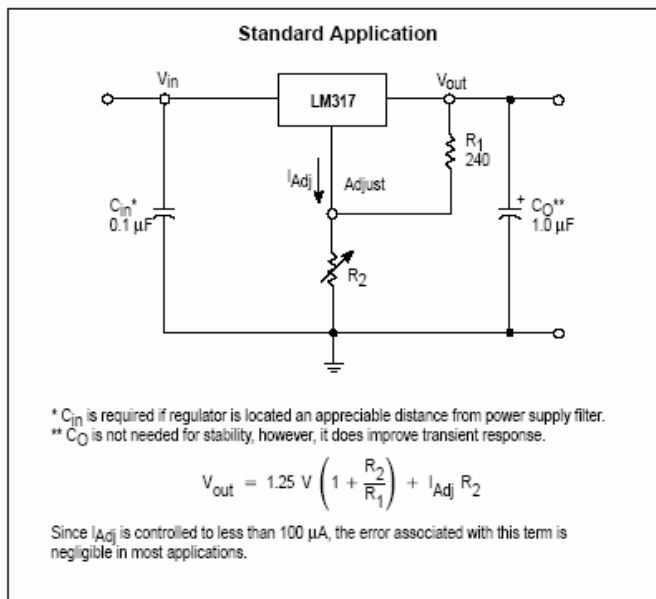 Standard Application
Vin
LM317
Vout
R1
240
IAdj
Adjust
Cin*
0.1 µF
+
CO**
1.0 µF
R2
* Cin is required if regulator is located an appreciable distance from power supply filter.
** CO is not needed for stability, however, it does improve transient response.
Vout = 1.25 V (1 + R2/R1) + IAdj R2
Since IAdj is controlled to less than 100 µA, the error associated with this term is
negligible in most applications.